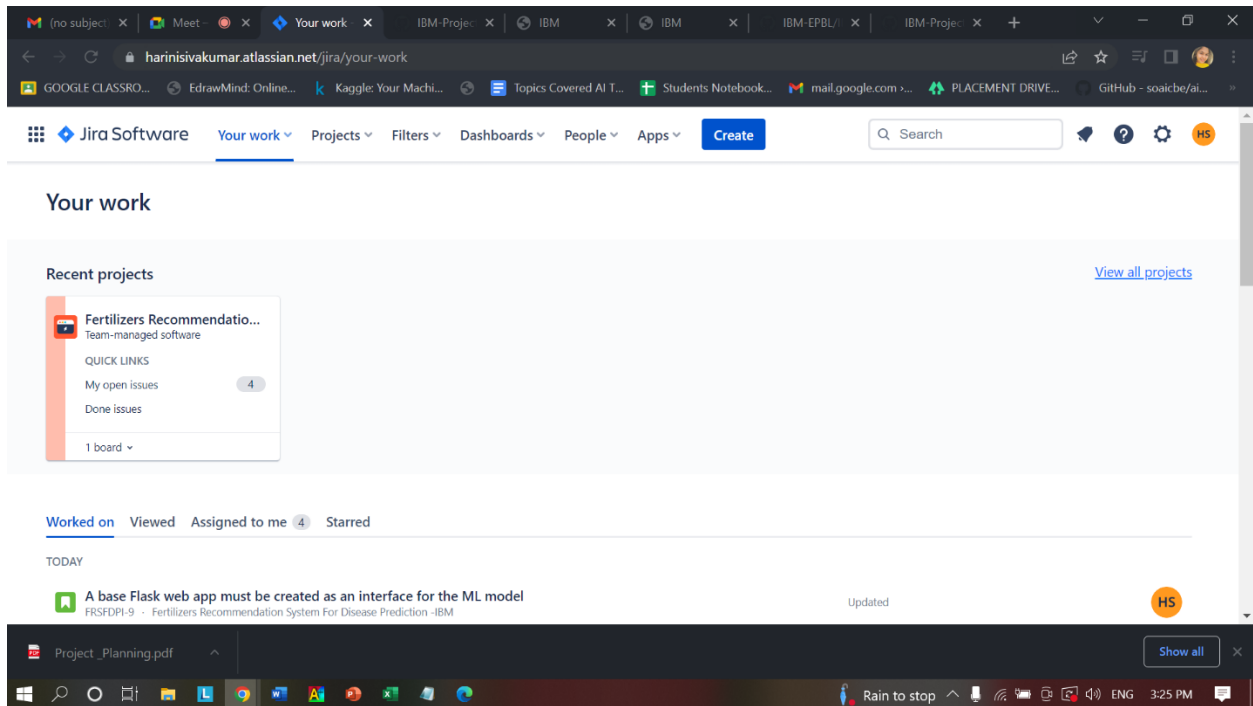 (no subject)
Meet -
Your work -
IBM-Projec
IBM
IBM
IBM-EPBL/
IBM-Projec
harinisivakumar.atlassian.net/jira/your-work
GOOGLE CLASSRO...
EdrawMind: Online...
Kaggle: Your Machi...
Topics Covered AI T...
Students Notebook...
mail.google.com ›...
PLACEMENT DRIVE...
GitHub - soaicbe/ai...
»
Jira Software
Your work
Projects
Filters
Dashboards
People
Apps
Create
Search
HS
Your work
Recent projects
View all projects
Fertilizers Recommendatio...
Team-managed software
QUICK LINKS
My open issues 4
Done issues
1 board
Worked on Viewed Assigned to me 4 Starred
TODAY
A base Flask web app must be created as an interface for the ML model
FRSFDPI-9 · Fertilizers Recommendation System For Disease Prediction -IBM
Updated
HS
Project _Planning.pdf
Show all
Rain to stop
ENG
3:25 PM